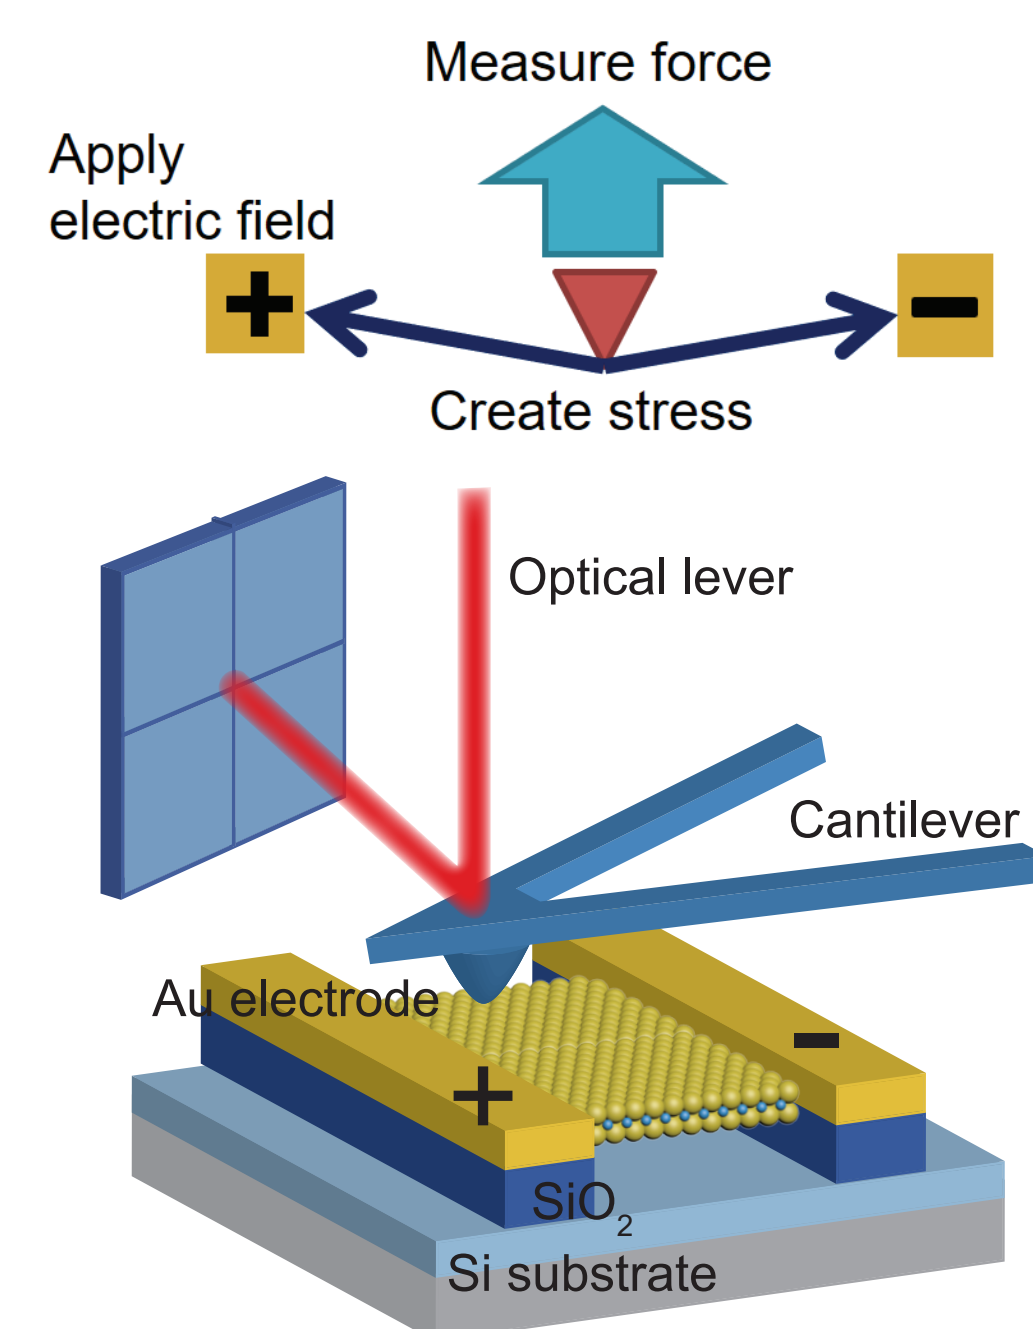 Measure force
Apply
electric field
+
−
Create stress
Optical lever
Cantilever
Au electrode
−
+
SiO₂
Si substrate